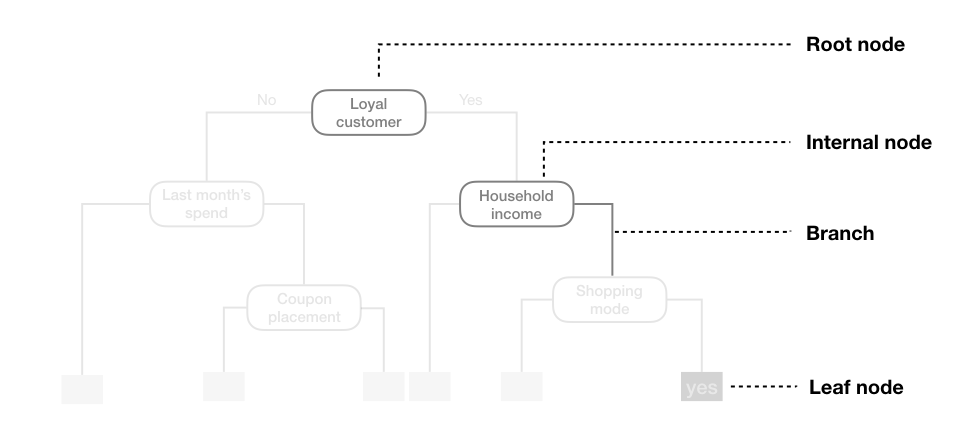 Root node
No
Yes
Loyal
customer
Internal node
Last month's
spend
Household
income
Branch
Coupon
placement
Shopping
mode
yes
Leaf node